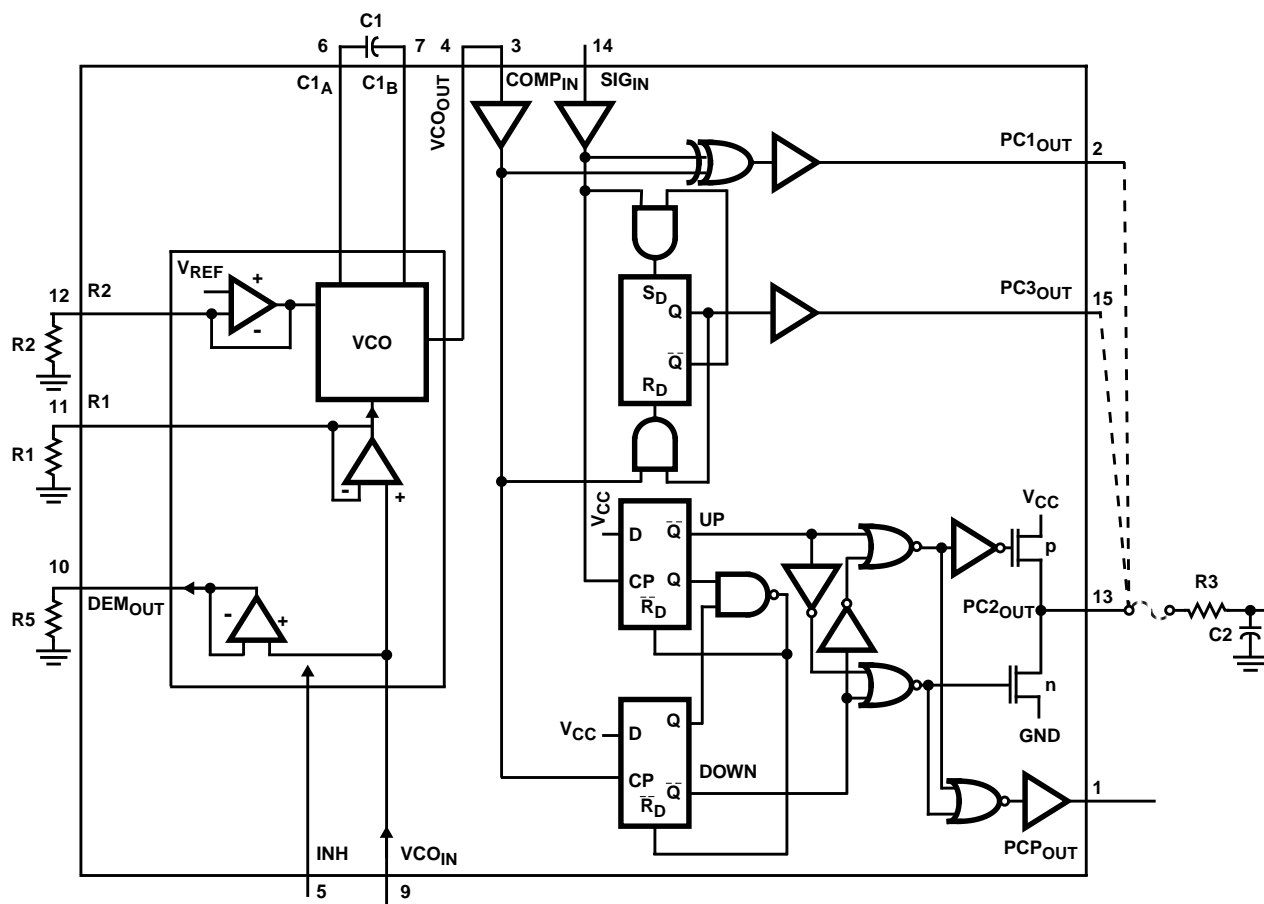 C1
6 7 4 3 14
C1A C1B VCOOUT COMPIN SIGIN
PC1OUT 2
VREF +
-
12 R2
R2
VCO
SD
Q
Q̅
RD
PC3OUT 15
11 R1
R1
- +
VCC
D Q̅ UP
CP Q
R̅D
VCC
p
10
DEMOUT
R5
- +
PC2OUT 13
R3
C2
n
GND
VCC D Q
CP Q̅ DOWN
R̅D
1
PCPOUT
INH VCOIN
5 9